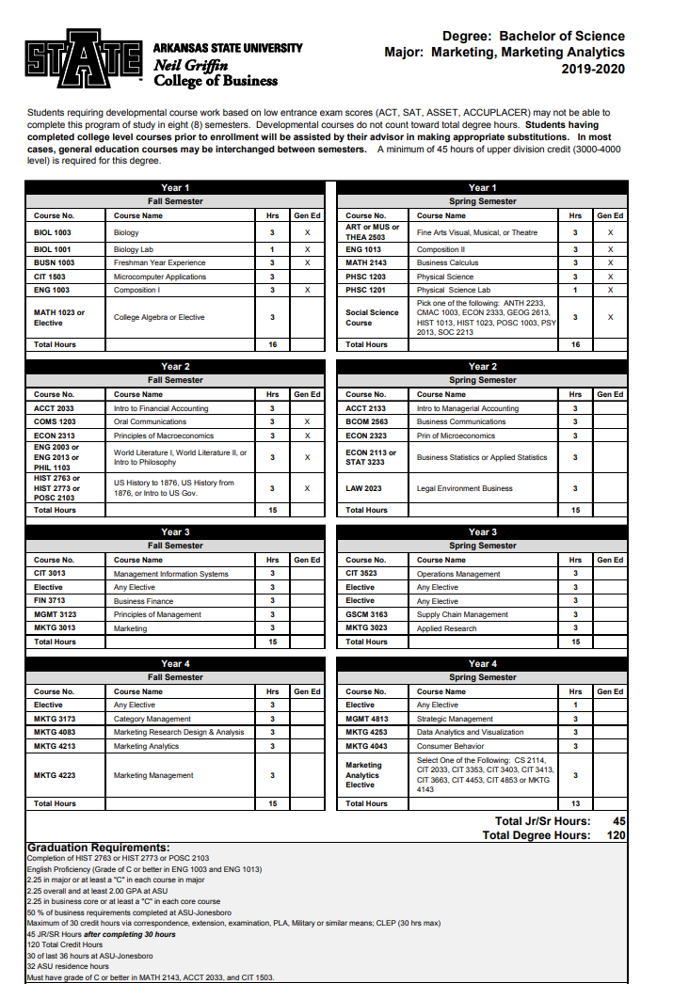 STATE
ARKANSAS STATE UNIVERSITY
Neil Griffin
College of Business
Degree: Bachelor of Science
Major: Marketing, Marketing Analytics
2019-2020
Students requiring developmental course work based on low entrance exam scores (ACT, SAT, ASSET, ACCUPLACER) may not be able to
complete this program of study in eight (8) semesters. Developmental courses do not count toward total degree hours. Students having
completed college level courses prior to enrollment will be assisted by their advisor in making appropriate substitutions. In most
cases, general education courses may be interchanged between semesters. A minimum of 45 hours of upper division credit (3000-4000
level) is required for this degree.
Year 1
Fall Semester
Course No. Course Name Hrs Gen Ed
BIOL 1003 Biology 3 X
BIOL 1001 Biology Lab 1 X
BUSN 1003 Freshman Year Experience 3 X
CIT 1503 Microcomputer Applications 3
ENG 1003 Composition I 3 X
MATH 1023 or
Elective
College Algebra or Elective 3
Total Hours 16
Year 1
Spring Semester
Course No. Course Name Hrs Gen Ed
ART or MUS or
THEA 2503
Fine Arts Visual, Musical, or Theatre 3 X
ENG 1013 Composition II 3 X
MATH 2143 Business Calculus 3 X
PHSC 1203 Physical Science 3 X
PHSC 1201 Physical Science Lab 1 X
Social Science
Course
Pick one of the following: ANTH 2233,
CMAC 1003, ECON 2333, GEOG 2613,
HIST 1013, HIST 1023, POSC 1003, PSY
2013, SOC 2213
3 X
Total Hours 16
Year 2
Fall Semester
Course No. Course Name Hrs Gen Ed
ACCT 2033 Intro to Financial Accounting 3
COMS 1203 Oral Communications 3 X
ECON 2313 Principles of Macroeconomics 3 X
ENG 2003 or
ENG 2013 or
PHIL 1103
World Literature I, World Literature II, or
Intro to Philosophy
3 X
HIST 2763 or
HIST 2773 or
POSC 2103
US History to 1876, US History from
1876, or Intro to US Gov.
3 X
Total Hours 15
Year 2
Spring Semester
Course No. Course Name Hrs Gen Ed
ACCT 2133 Intro to Managerial Accounting 3
BCOM 2563 Business Communications 3
ECON 2323 Prin of Microeconomics 3
ECON 2113 or
STAT 3233
Business Statistics or Applied Statistics 3
LAW 2023 Legal Environment Business 3
Total Hours 15
Year 3
Fall Semester
Course No. Course Name Hrs Gen Ed
CIT 3013 Management Information Systems 3
Elective Any Elective 3
FIN 3713 Business Finance 3
MGMT 3123 Principles of Management 3
MKTG 3013 Marketing 3
Total Hours 15
Year 3
Spring Semester
Course No. Course Name Hrs Gen Ed
CIT 3523 Operations Management 3
Elective Any Elective 3
Elective Any Elective 3
GSCM 3163 Supply Chain Management 3
MKTG 3023 Applied Research 3
Total Hours 15
Year 4
Fall Semester
Course No. Course Name Hrs Gen Ed
Elective Any Elective 3
MKTG 3173 Category Management 3
MKTG 4083 Marketing Research Design & Analysis 3
MKTG 4213 Marketing Analytics 3
MKTG 4223 Marketing Management 3
Total Hours 15
Year 4
Spring Semester
Course No. Course Name Hrs Gen Ed
Elective Any Elective 1
MGMT 4813 Strategic Management 3
MKTG 4253 Data Analytics and Visualization 3
MKTG 4043 Consumer Behavior 3
Marketing
Analytics
Elective
Select One of the Following: CS 2114,
CIT 2033, CIT 3353, CIT 3403, CIT 3413,
CIT 3663, CIT 4453, CIT 4853 or MKTG
4143
3
Total Hours 13
Total Jr/Sr Hours: 45
Total Degree Hours: 120
Graduation Requirements:
Completion of HIST 2763 or HIST 2773 or POSC 2103
English Proficiency (Grade of C or better in ENG 1003 and ENG 1013)
2.25 in major or at least a "C" in each course in major
2.25 overall and at least 2.00 GPA at ASU
2.25 in business core or at least a "C" in each core course
50 % of business requirements completed at ASU-Jonesboro
Maximum of 30 credit hours via correspondence, extension, examination, PLA, Military or similar means; CLEP (30 hrs max)
45 JR/SR Hours after completing 30 hours
120 Total Credit Hours
30 of last 36 hours at ASU-Jonesboro
32 ASU residence hours
Must have grade of C or better in MATH 2143, ACCT 2033, and CIT 1503.